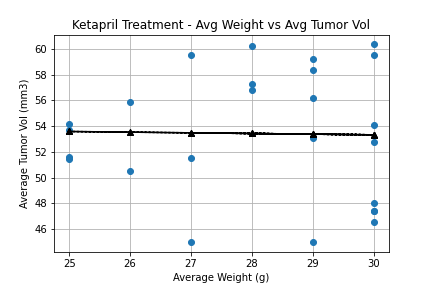 Ketapril Treatment - Avg Weight vs Avg Tumor Vol
Average Tumor Vol (mm3)
60
58
56
54
52
50
48
46
25 26 27 28 29 30
Average Weight (g)